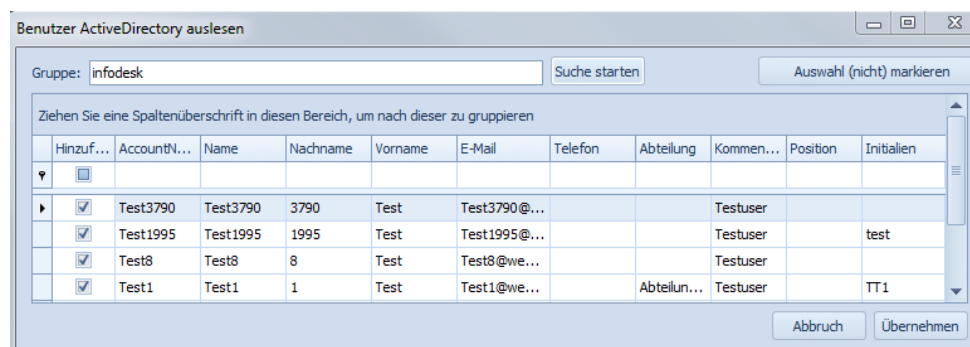 Benutzer ActiveDirectory auslesen
Gruppe: infodesk Suche starten Auswahl (nicht) markieren
Ziehen Sie eine Spaltenüberschrift in diesen Bereich, um nach dieser zu gruppieren
Hinzuf... AccountN... Name Nachname Vorname E-Mail Telefon Abteilung Kommen... Position Initialien
Test3790 Test3790 3790 Test Test3790@... Testuser
Test1995 Test1995 1995 Test Test1995@... Testuser test
Test8 Test8 8 Test Test8@we... Testuser
Test1 Test1 1 Test Test1@we... Abteilun... Testuser TT1
Abbruch Übernehmen